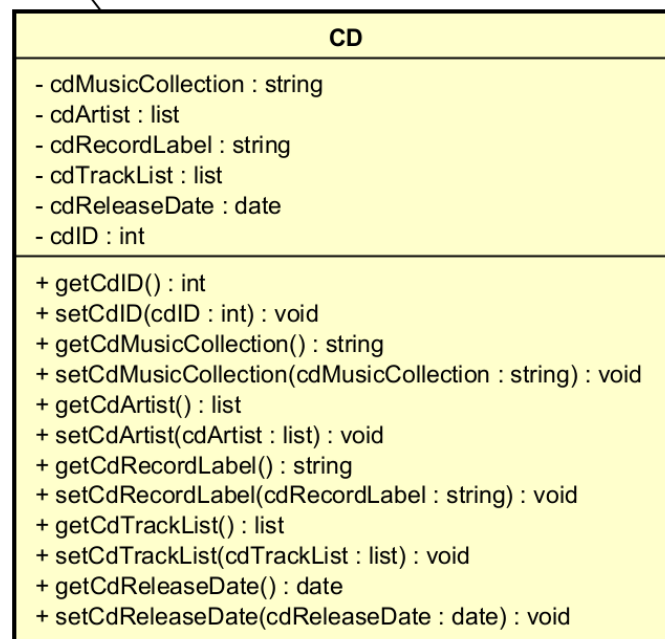 CD
- cdMusicCollection : string
- cdArtist : list
- cdRecordLabel : string
- cdTrackList : list
- cdReleaseDate : date
- cdID : int
+ getCdID() : int
+ setCdID(cdID : int) : void
+ getCdMusicCollection() : string
+ setCdMusicCollection(cdMusicCollection : string) : void
+ getCdArtist() : list
+ setCdArtist(cdArtist : list) : void
+ getCdRecordLabel() : string
+ setCdRecordLabel(cdRecordLabel : string) : void
+ getCdTrackList() : list
+ setCdTrackList(cdTrackList : list) : void
+ getCdReleaseDate() : date
+ setCdReleaseDate(cdReleaseDate : date) : void